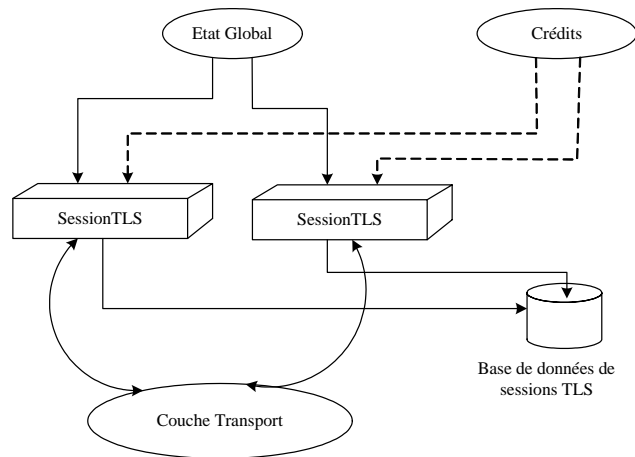 Etat Global
Crédits
SessionTLS
SessionTLS
Base de données de
sessions TLS
Couche Transport